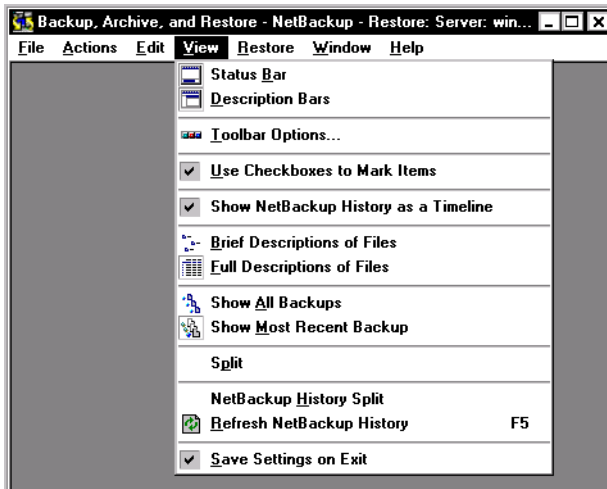 Backup, Archive, and Restore - NetBackup - Restore: Server: win...
File Actions Edit View Restore Window Help
Status Bar
Description Bars
Toolbar Options...
Use Checkboxes to Mark Items
Show NetBackup History as a Timeline
Brief Descriptions of Files
Full Descriptions of Files
Show All Backups
Show Most Recent Backup
Split
NetBackup History Split
Refresh NetBackup History F5
Save Settings on Exit